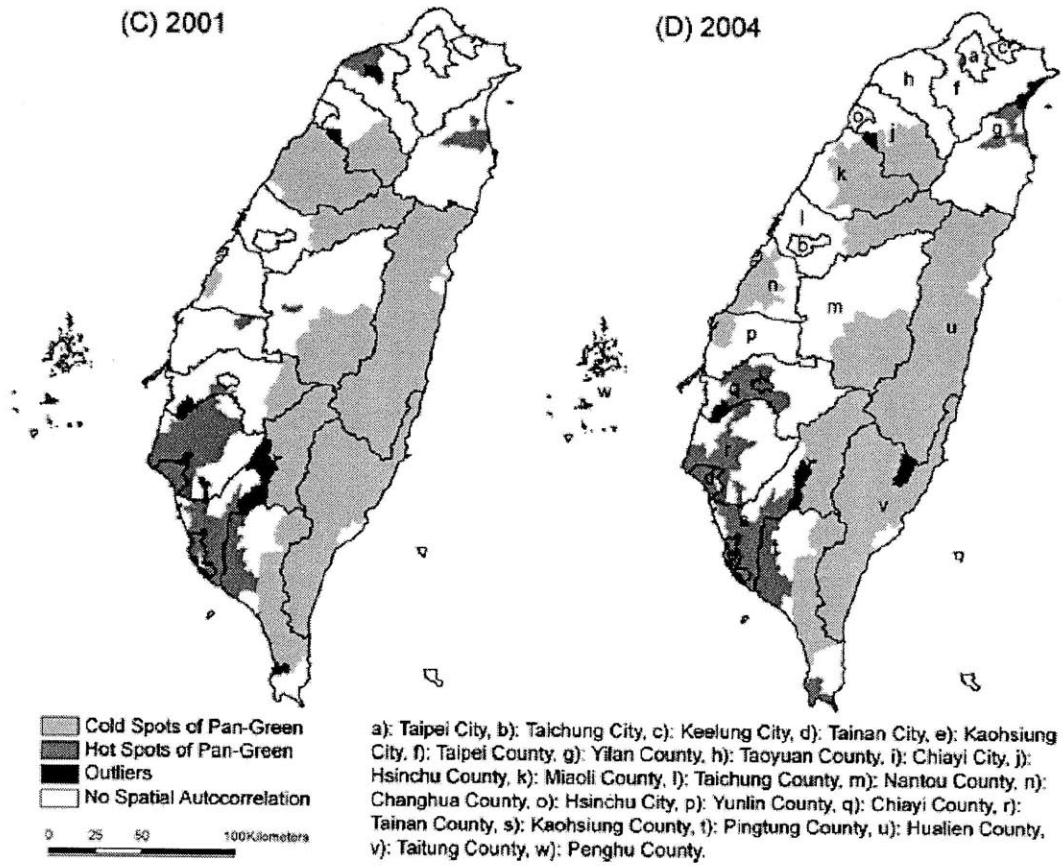 (C) 2001
(D) 2004
c
a
h
f
o
j
g
k
l
b
n
m
u
p
w
q
r
d
v
s
t
Cold Spots of Pan-Green
Hot Spots of Pan-Green
Outliers
No Spatial Autocorrelation
0 25 50 100Kilometers
a): Taipei City, b): Taichung City, c): Keelung City, d): Tainan City, e): Kaohsiung
City, f): Taipei County, g): Yilan County, h): Taoyuan County, i): Chiayi City, j):
Hsinchu County, k): Miaoli County, l): Taichung County, m): Nantou County, n):
Changhua County, o): Hsinchu City, p): Yunlin County, q): Chiayi County, r):
Tainan County, s): Kaohsiung County, t): Pingtung County, u): Hualien County,
v): Taitung County, w): Penghu County.